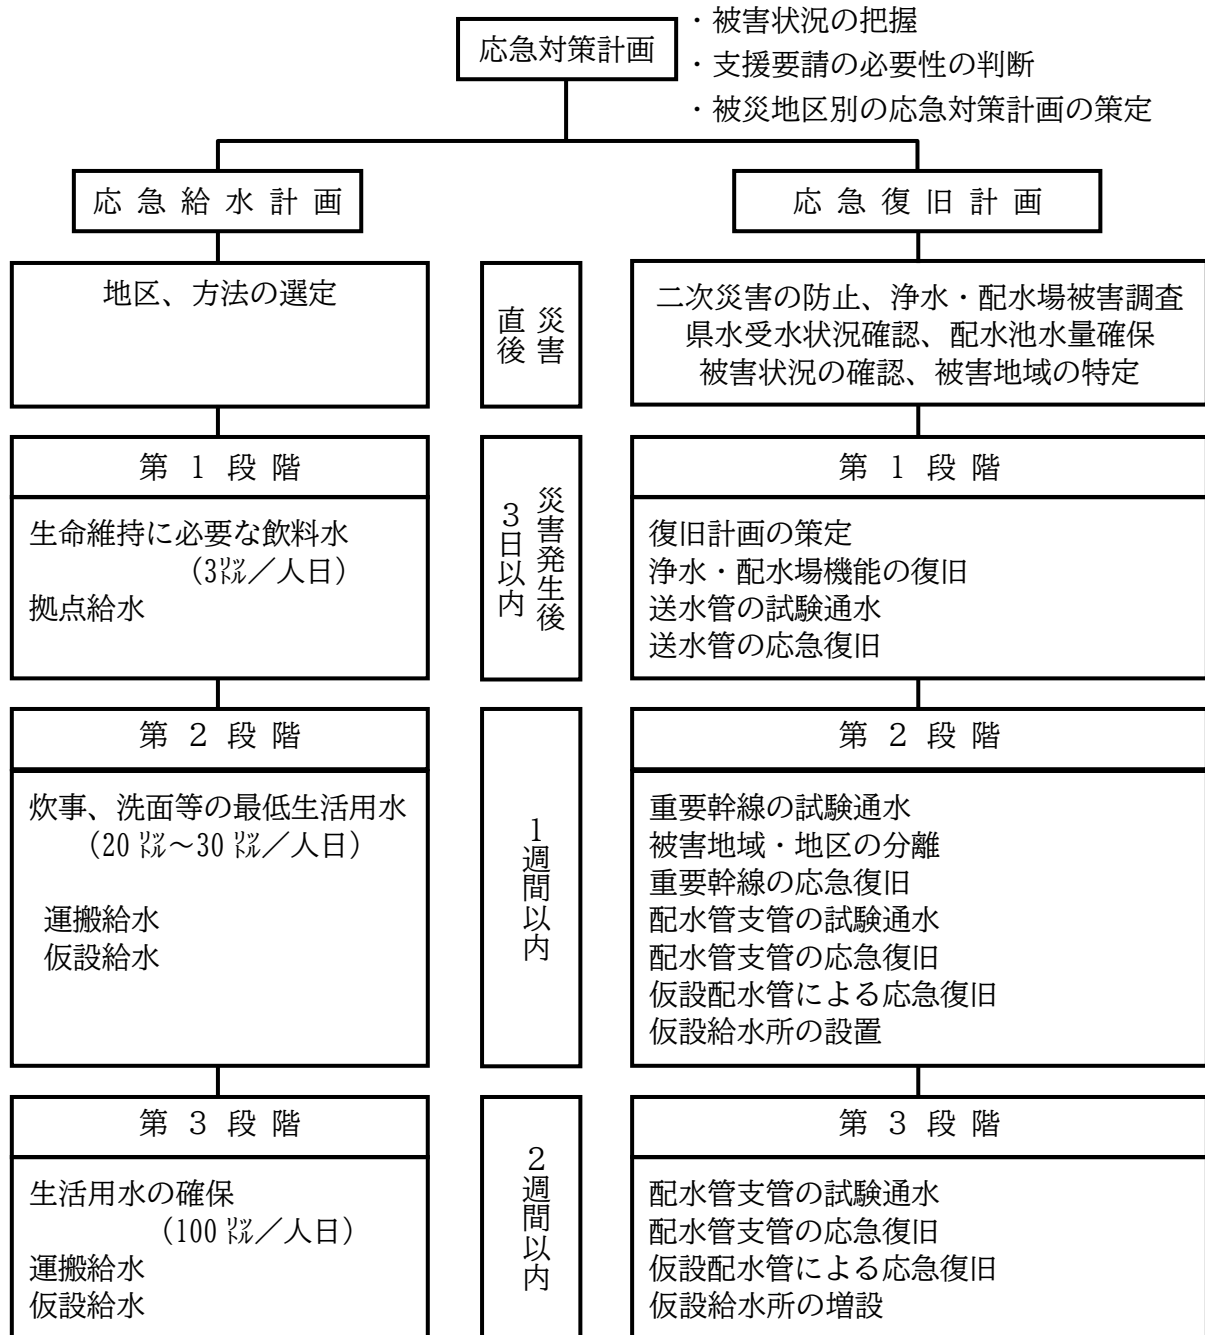 応急対策計画
・被害状況の把握
・支援要請の必要性の判断
・被災地区別の応急対策計画の策定
応急給水計画
応急復旧計画
地区、方法の選定
災害
直後
二次災害の防止、浄水・配水場被害調査
県水受水状況確認、配水池水量確保
被害状況の確認、被害地域の特定
第1段階
生命維持に必要な飲料水
(3㍑／人日)
拠点給水
災害発生後
3日以内
第1段階
復旧計画の策定
浄水・配水場機能の復旧
送水管の試験通水
送水管の応急復旧
第2段階
炊事、洗面等の最低生活用水
(20㍑～30㍑／人日)
運搬給水
仮設給水
1週間以内
第2段階
重要幹線の試験通水
被害地域・地区の分離
重要幹線の応急復旧
配水管支管の試験通水
配水管支管の応急復旧
仮設配水管による応急復旧
仮設給水所の設置
第3段階
生活用水の確保
(100㍑／人日)
運搬給水
仮設給水
2週間以内
第3段階
配水管支管の試験通水
配水管支管の応急復旧
仮設配水管による応急復旧
仮設給水所の増設